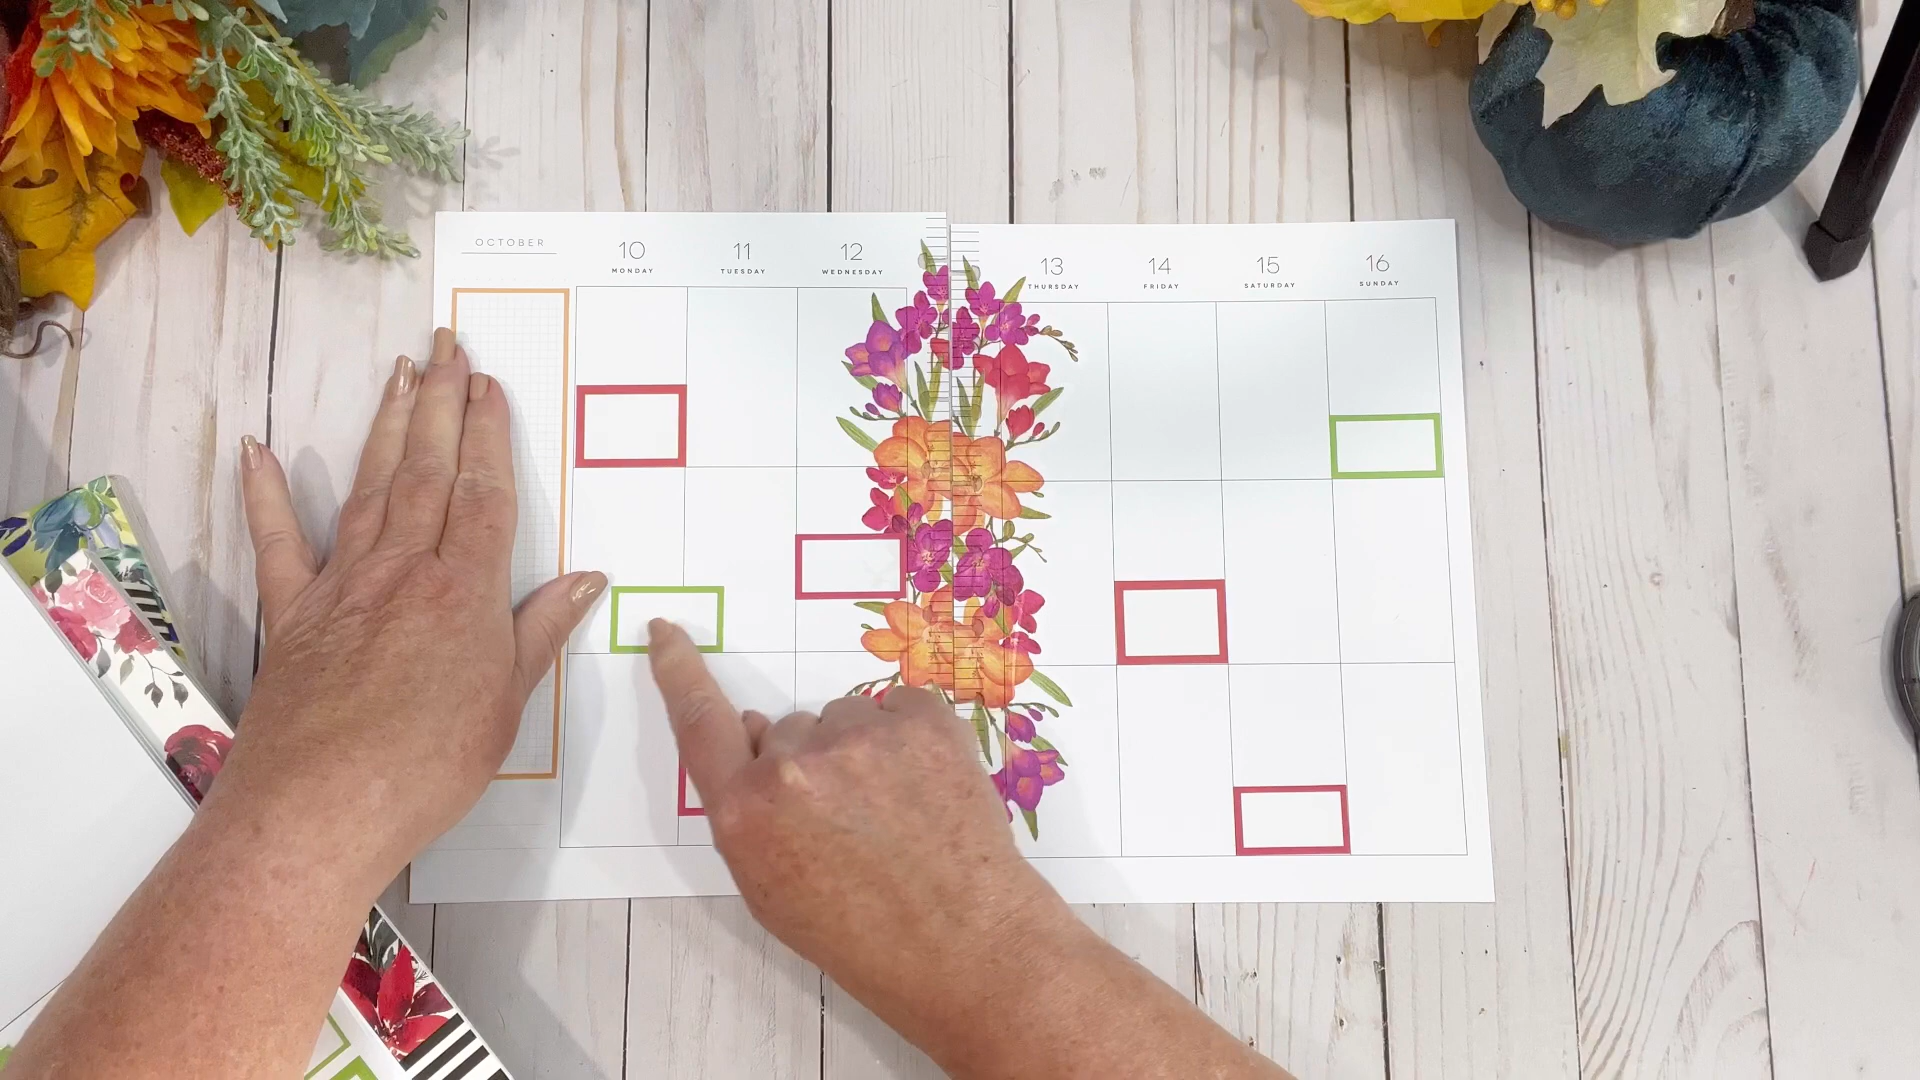 OCTOBER
10 11 12
MONDAY TUESDAY WEDNESDAY
13 14 15 16
THURSDAY FRIDAY SATURDAY SUNDAY